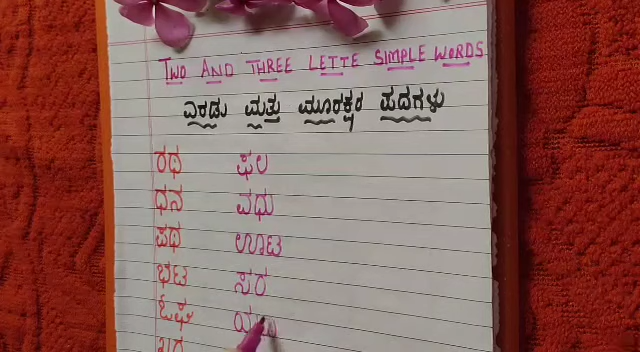 TWO AND THREE LETTE SIMPLE WORDS
ಎರಡು ಮತ್ತು ಮೂರಕ್ಷರ ಪದಗಳು
ರಥ ಫಲ
ಧನ ವಧು
ಪಥ ಊಟ
ಭಟ ಸರ
ಓಘ